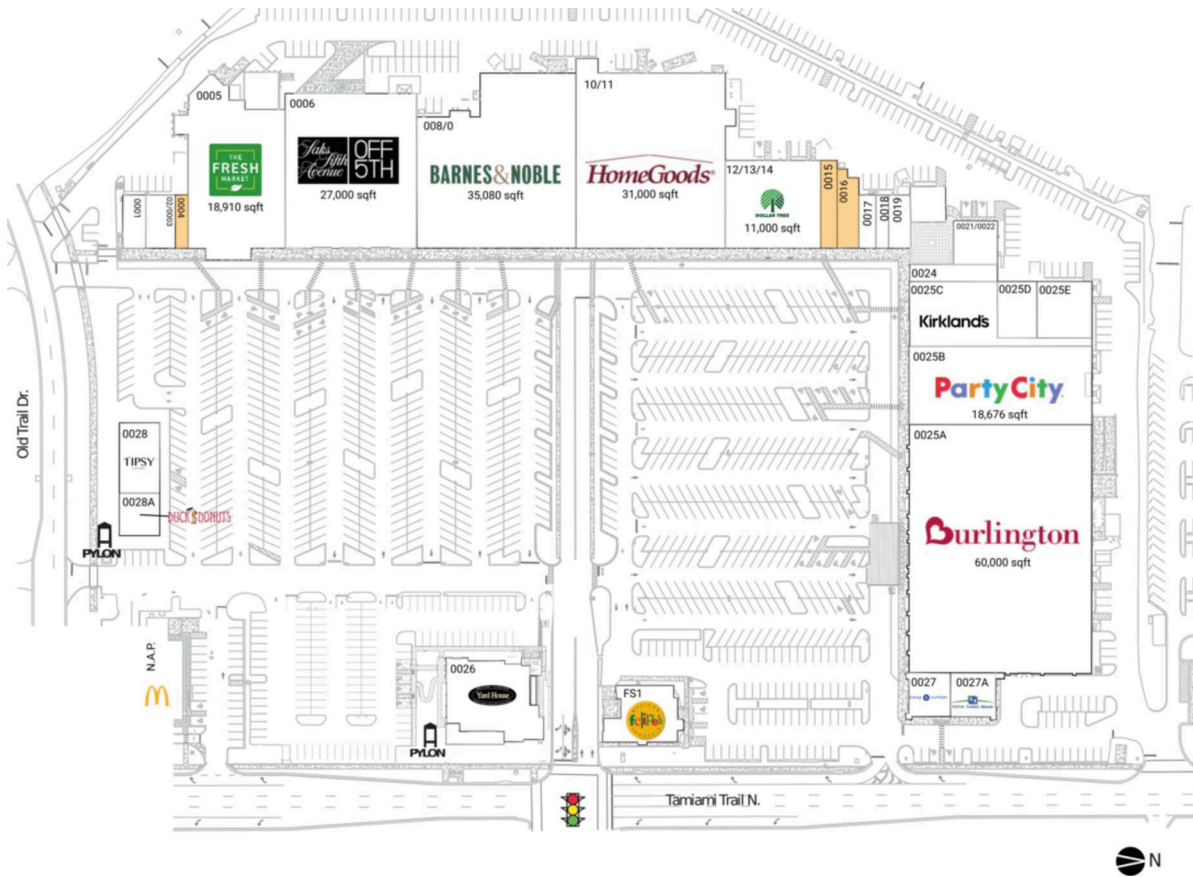 10/11
0005
0006
008/0
THE
FRESH
MARKET
18,910 sqft
Saks
Fifth
Avenue
OFF
5TH
27,000 sqft
BARNES&NOBLE
35,080 sqft
HomeGoods
31,000 sqft
12/13/14
DOLLAR TREE
11,000 sqft
0001
02/0003
0004
0015
0016
0017
0018
0019
0021/0022
0024
0025C
0025D
0025E
Kirkland's
0025B
Party City
18,676 sqft
0025A
Burlington
60,000 sqft
Old Trail Dr.
0028
TIPSY
0028A
DUCK DONUTS
PYLON
N.A.P.
0026
Yard House
PYLON
FS1
0027
0027A
Tamiami Trail N.
N